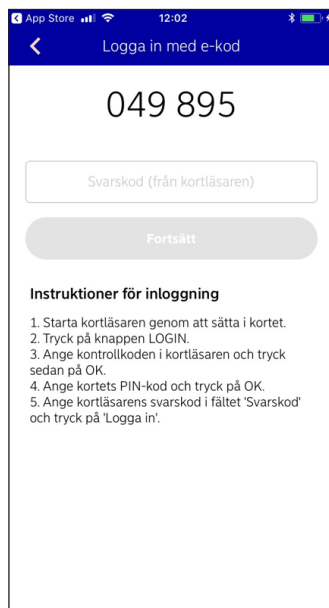 App Store 12:02
Logga in med e-kod
049 895
Svarskod (från kortläsaren)
Fortsätt
Instruktioner för inloggning
1. Starta kortläsaren genom att sätta i kortet.
2. Tryck på knappen LOGIN.
3. Ange kontrollkoden i kortläsaren och tryck
sedan på OK.
4. Ange kortets PIN-kod och tryck på OK.
5. Ange kortläsarens svarskod i fältet 'Svarskod'
och tryck på 'Logga in'.